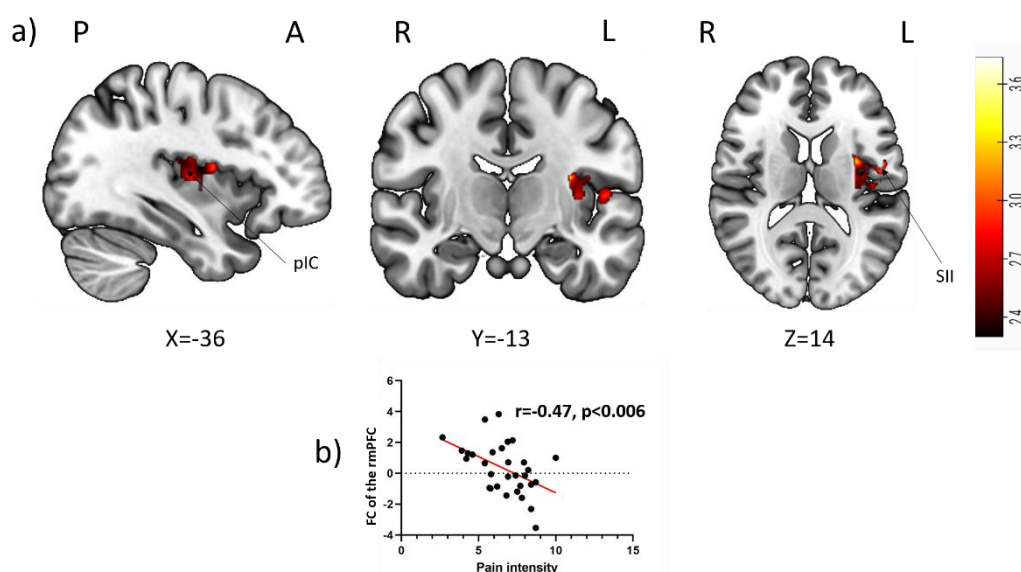 a) P A R L R L
pIC
SII
3.6
3.3
3.0
2.7
2.4
X=-36 Y=-13 Z=14
b)
r=-0.47, p<0.006
FC of the rmPFC
6
4
2
0
-2
-4
0 5 10 15
Pain intensity